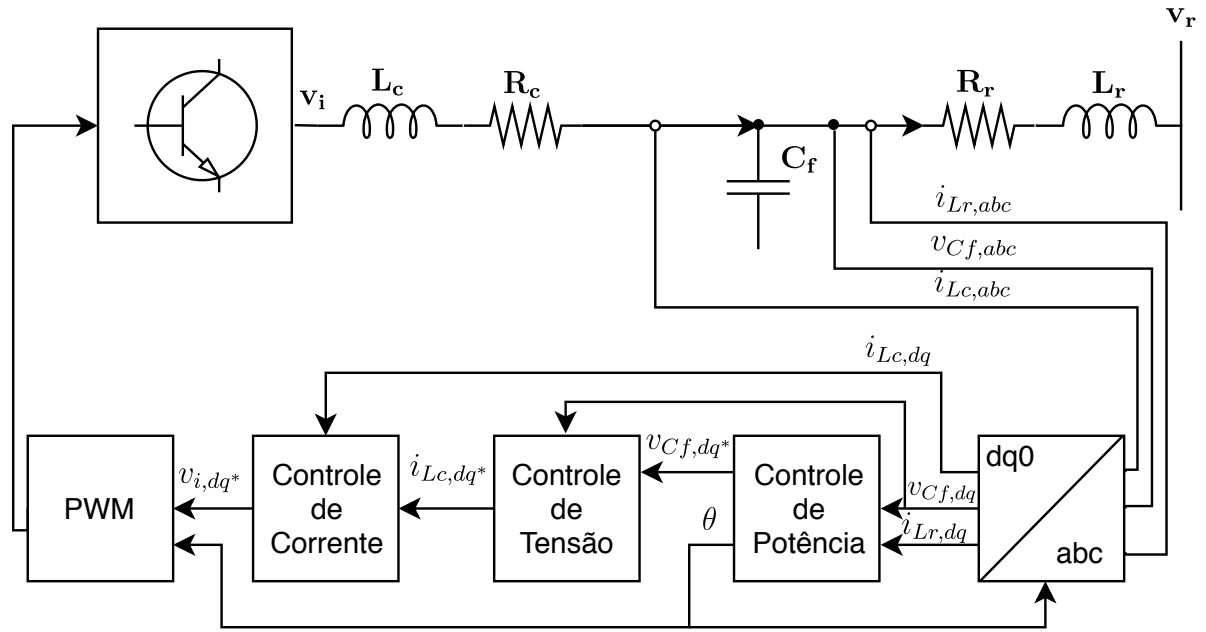 v_r
v_i
L_c
R_c
R_r
L_r
C_f
i_{Lr,abc}
v_{Cf,abc}
i_{Lc,abc}
i_{Lc,dq}
PWM
v_{i,dq*}
Controle
de
Corrente
i_{Lc,dq*}
Controle
de
Tensão
v_{Cf,dq*}
θ
Controle
de
Potência
v_{Cf,dq}
i_{Lr,dq}
dq0
abc